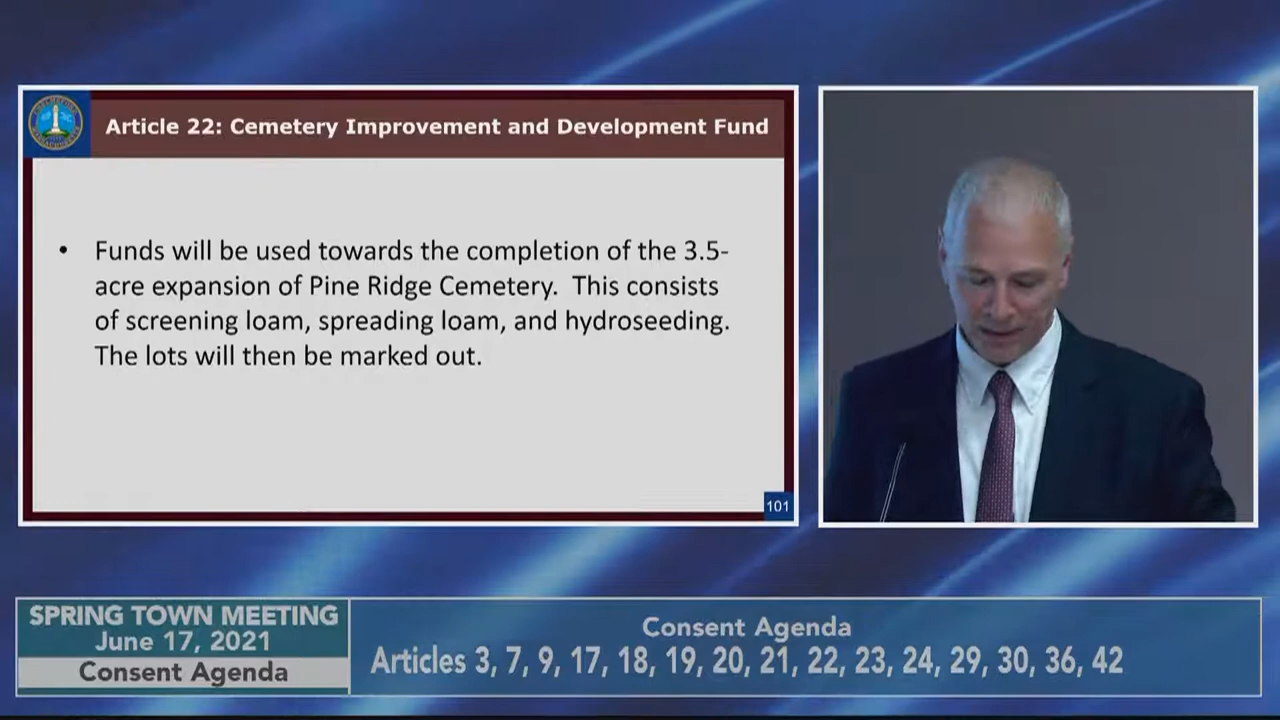 Article 22: Cemetery Improvement and Development Fund
• Funds will be used towards the completion of the 3.5-
acre expansion of Pine Ridge Cemetery.  This consists
of screening loam, spreading loam, and hydroseeding.
The lots will then be marked out.
101
SPRING TOWN MEETING
June 17, 2021
Consent Agenda
Consent Agenda
Articles 3, 7, 9, 17, 18, 19, 20, 21, 22, 23, 24, 29, 30, 36, 42